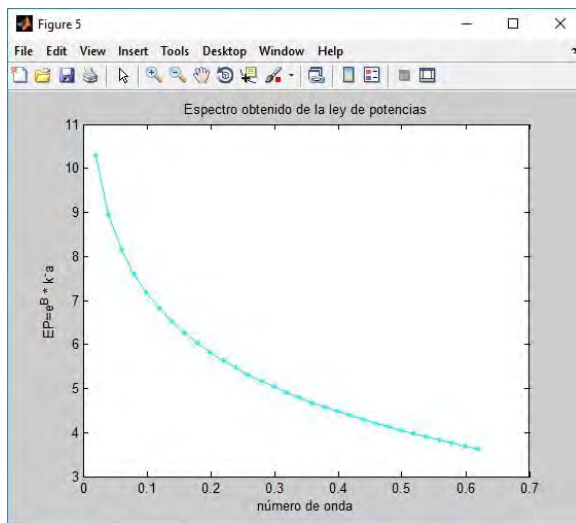 Figure 5
File Edit View Insert Tools Desktop Window Help
Espectro obtenido de la ley de potencias
11
10
9
8
7
6
5
4
3
EP=e^B * k^-a
0 0.1 0.2 0.3 0.4 0.5 0.6 0.7
número de onda